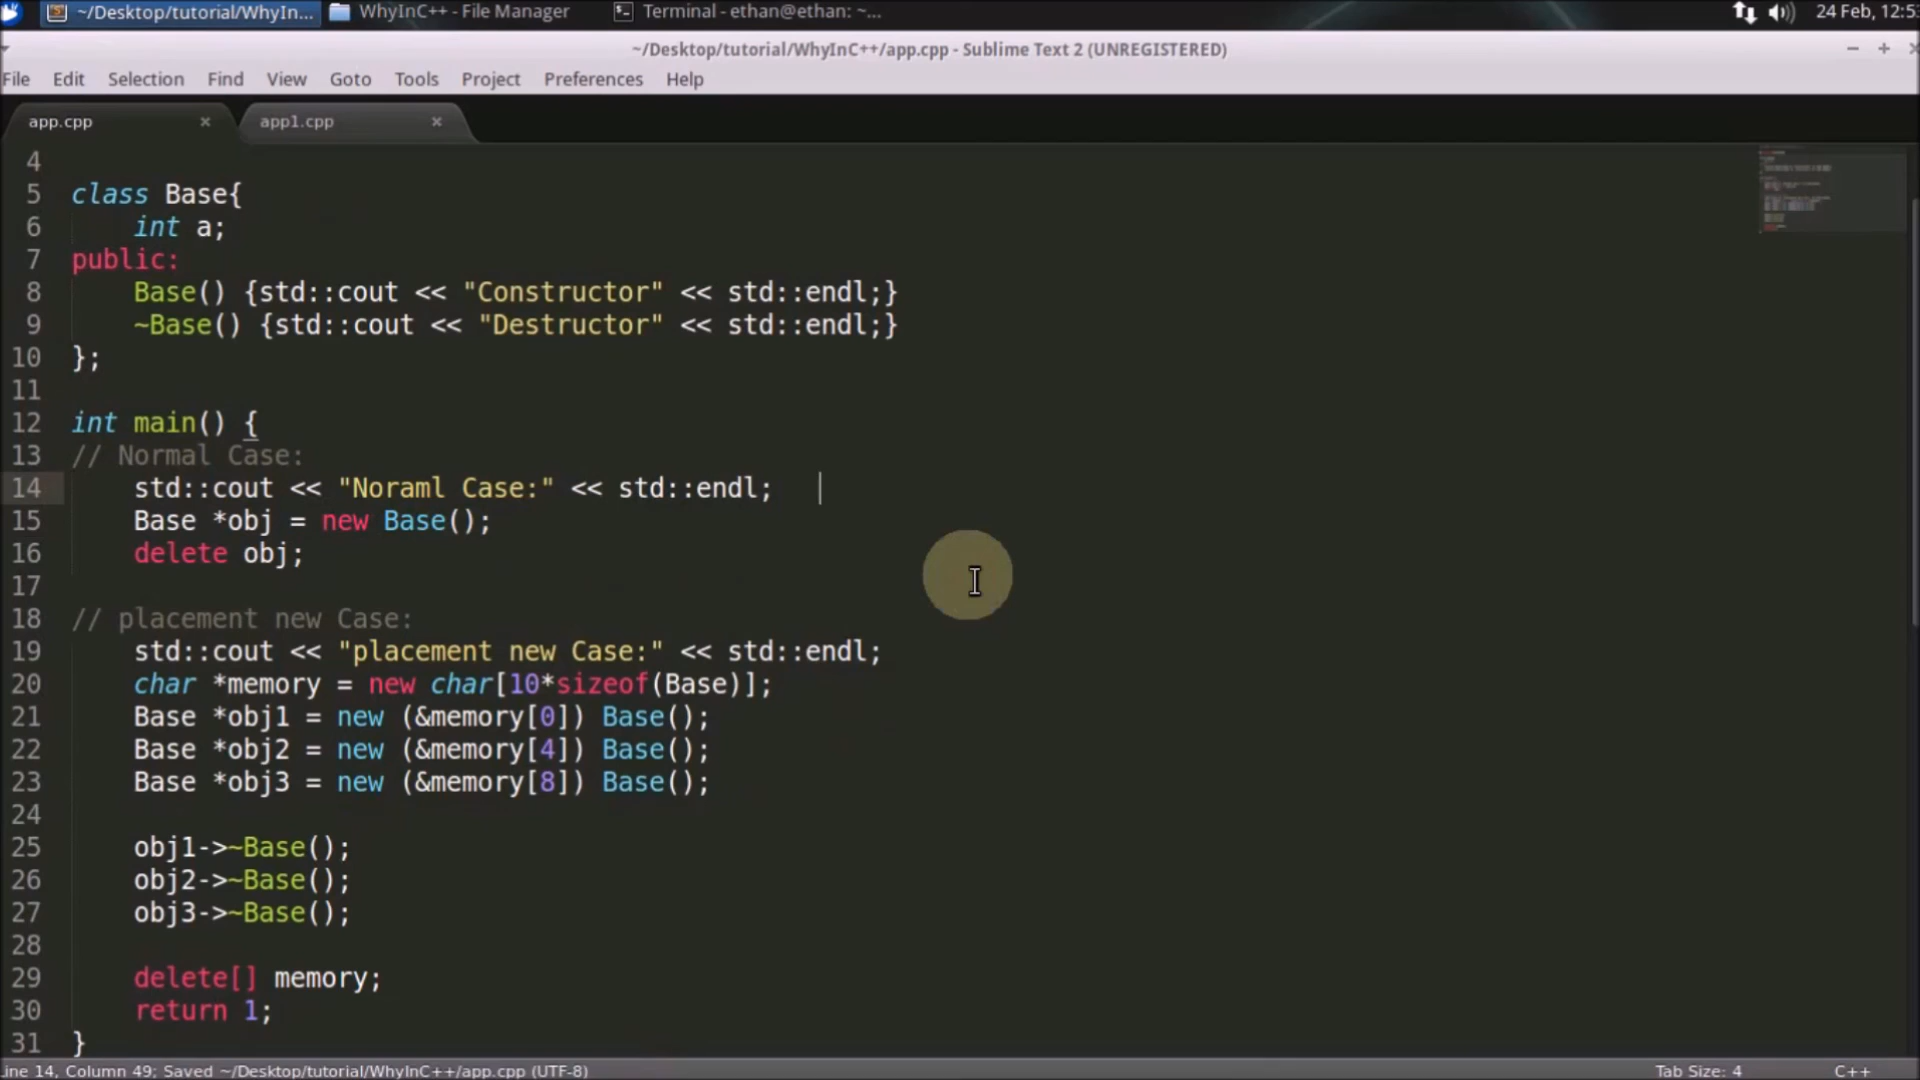 ~/Desktop/tutorial/WhyIn... WhyInC++ - File Manager Terminal - ethan@ethan: ~... 24 Feb, 12:5
~/Desktop/tutorial/WhyInC++/app.cpp - Sublime Text 2 (UNREGISTERED)
File Edit Selection Find View Goto Tools Project Preferences Help
app.cpp × app1.cpp ×
4
5 class Base{
6     int a;
7 public:
8     Base() {std::cout << "Constructor" << std::endl;}
9     ~Base() {std::cout << "Destructor" << std::endl;}
10 };
11
12 int main() {
13 // Normal Case:
14     std::cout << "Noraml Case:" << std::endl;
15     Base *obj = new Base();
16     delete obj;
17
18 // placement new Case:
19     std::cout << "placement new Case:" << std::endl;
20     char *memory = new char[10*sizeof(Base)];
21     Base *obj1 = new (&memory[0]) Base();
22     Base *obj2 = new (&memory[4]) Base();
23     Base *obj3 = new (&memory[8]) Base();
24
25     obj1->~Base();
26     obj2->~Base();
27     obj3->~Base();
28
29     delete[] memory;
30     return 1;
31 }
ine 14, Column 49; Saved ~/Desktop/tutorial/WhyInC++/app.cpp (UTF-8) Tab Size: 4 C++